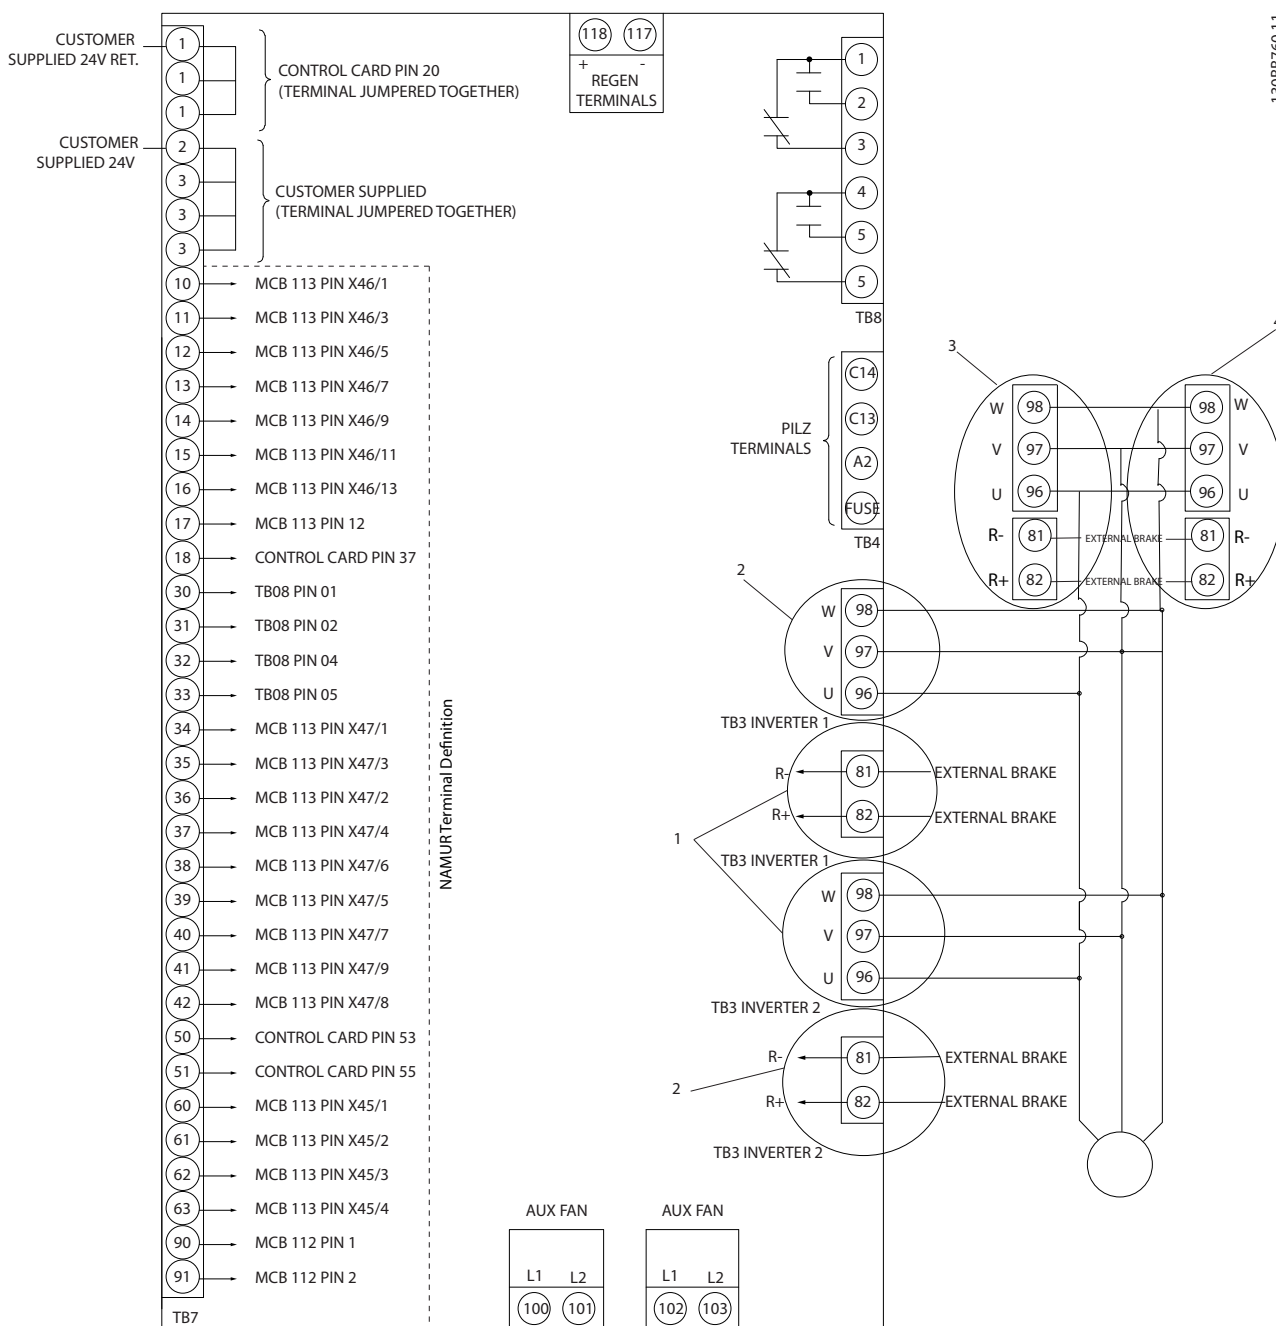 CUSTOMER
SUPPLIED 24V RET.
1
1
1
CONTROL CARD PIN 20
(TERMINAL JUMPERED TOGETHER)
CUSTOMER
SUPPLIED 24V
2
3
3
3
CUSTOMER SUPPLIED
(TERMINAL JUMPERED TOGETHER)
10 MCB 113 PIN X46/1
11 MCB 113 PIN X46/3
12 MCB 113 PIN X46/5
13 MCB 113 PIN X46/7
14 MCB 113 PIN X46/9
15 MCB 113 PIN X46/11
16 MCB 113 PIN X46/13
17 MCB 113 PIN 12
18 CONTROL CARD PIN 37
30 TB08 PIN 01
31 TB08 PIN 02
32 TB08 PIN 04
33 TB08 PIN 05
34 MCB 113 PIN X47/1
35 MCB 113 PIN X47/3
36 MCB 113 PIN X47/2
37 MCB 113 PIN X47/4
38 MCB 113 PIN X47/6
39 MCB 113 PIN X47/5
40 MCB 113 PIN X47/7
41 MCB 113 PIN X47/9
42 MCB 113 PIN X47/8
50 CONTROL CARD PIN 53
51 CONTROL CARD PIN 55
60 MCB 113 PIN X45/1
61 MCB 113 PIN X45/2
62 MCB 113 PIN X45/3
63 MCB 113 PIN X45/4
90 MCB 112 PIN 1
91 MCB 112 PIN 2
TB7
NAMUR Terminal Definition
118 117
+ -
REGEN
TERMINALS
1
2
3
4
5
5
TB8
PILZ
TERMINALS
C14
C13
A2
FUSE
TB4
2
W 98
V 97
U 96
TB3 INVERTER 1
R- 81 EXTERNAL BRAKE
R+ 82 EXTERNAL BRAKE
1
TB3 INVERTER 1
W 98
V 97
U 96
TB3 INVERTER 2
R- 81 EXTERNAL BRAKE
2
R+ 82 EXTERNAL BRAKE
TB3 INVERTER 2
3
W 98 98 W
V 97 97 V
U 96 96 U
R- 81 EXTERNAL BRAKE 81 R-
R+ 82 EXTERNAL BRAKE 82 R+
AUX FAN
L1 L2
100 101
AUX FAN
L1 L2
102 103